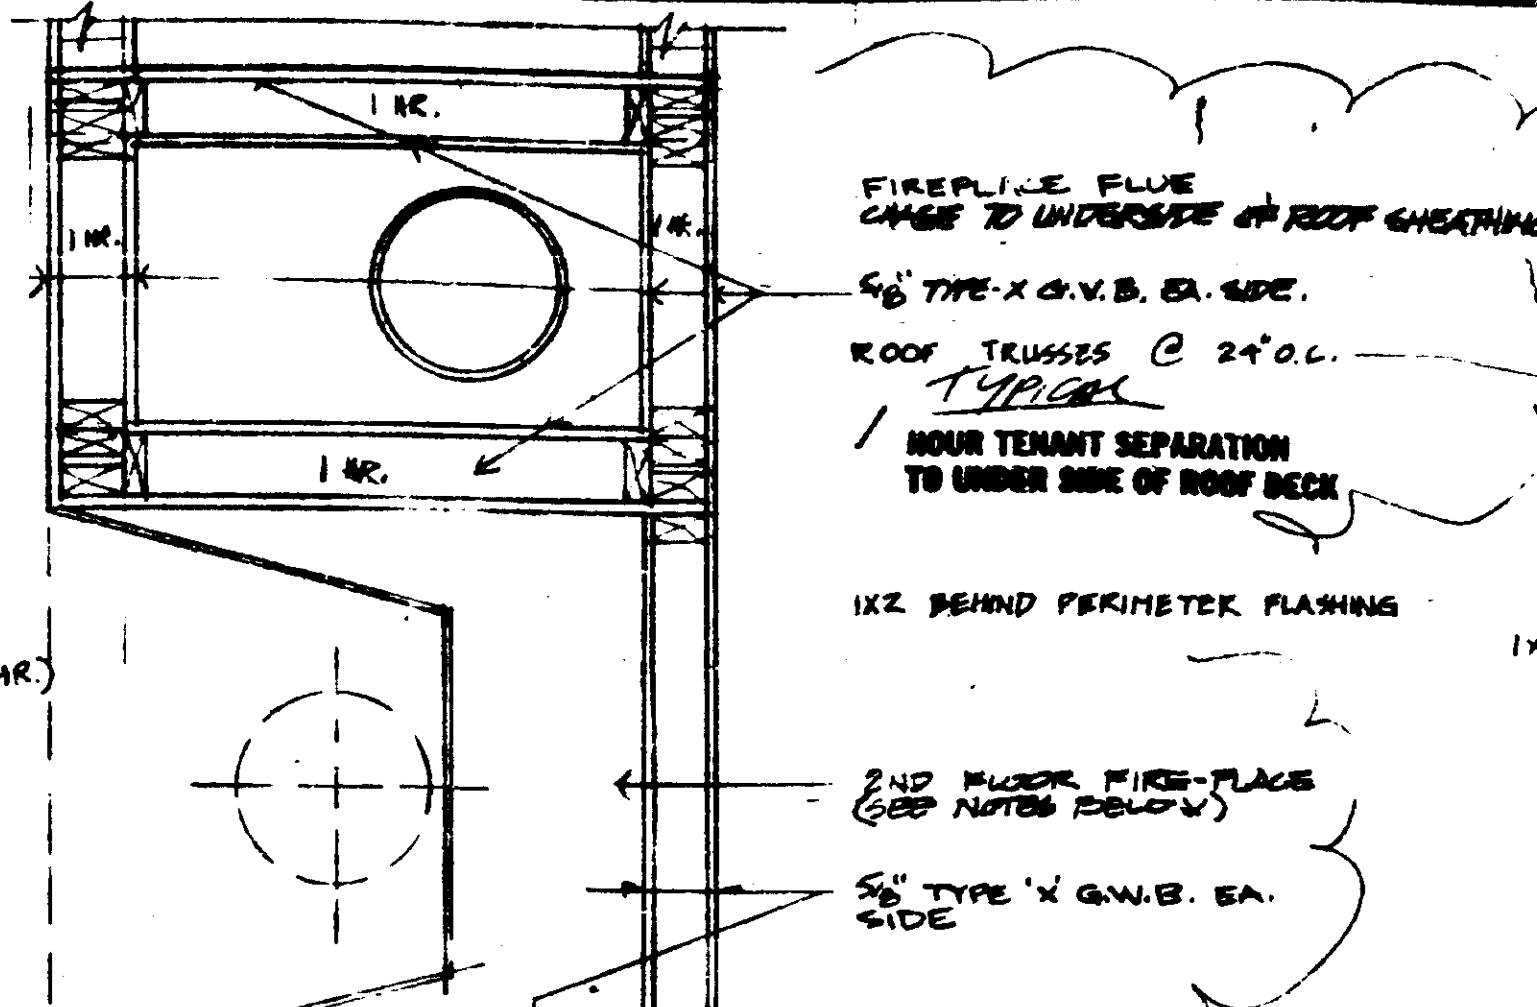 1 HR.
FIREPLACE FLUE
CHASE TO UNDERSIDE OF ROOF SHEATHING
1 HR.
1 HR.
5/8" TYPE-X G.W.B. EA. SIDE.
ROOF TRUSSES @ 24" O.C.
TYPICAL
1 HOUR TENANT SEPARATION
TO UNDER SIDE OF ROOF DECK
1 HR.
1X2 BEHIND PERIMETER FLASHING
HR.)
1X
2ND FLOOR FIRE-PLACE
(SEE NOTES BELOW)
5/8" TYPE 'X' G.W.B. EA.
SIDE